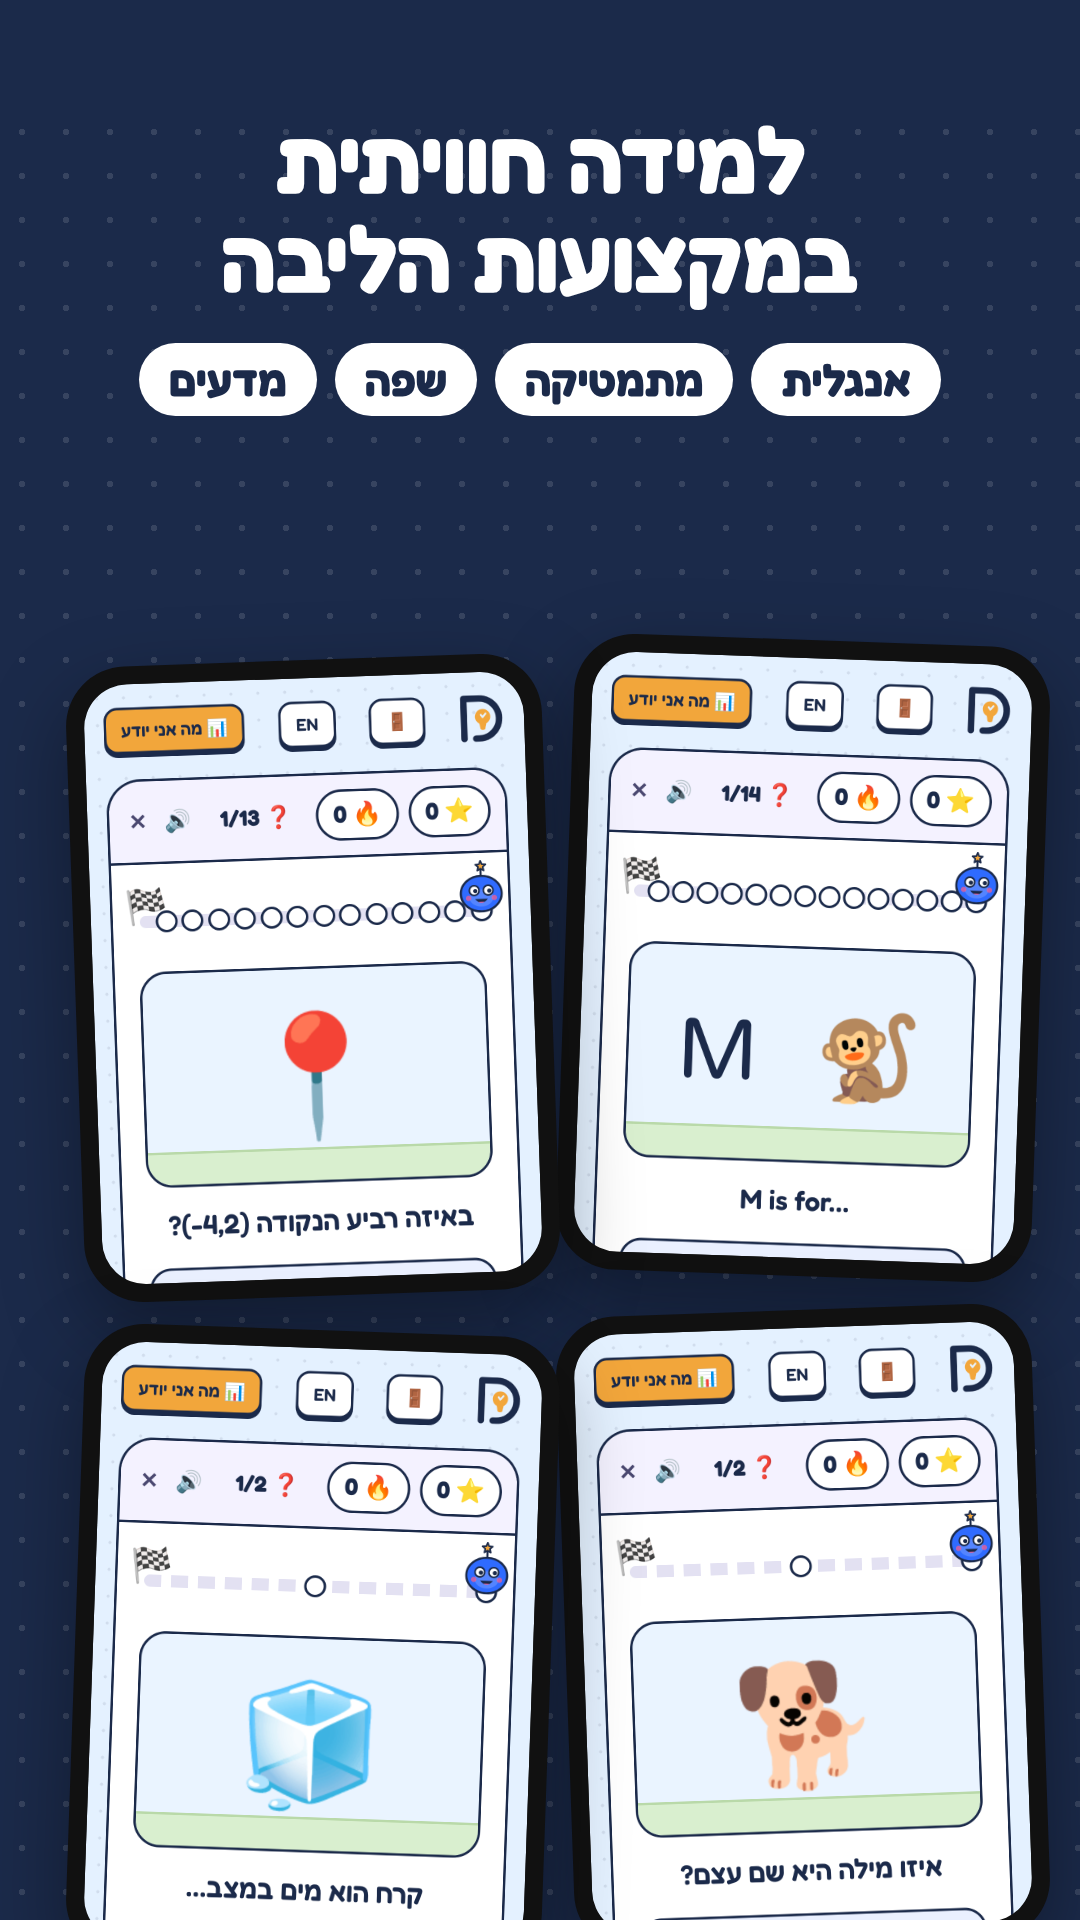 למידה חוויתית
במקצועות הליבה
אנגלית מתמטיקה שפה מדעים
מה אני יודע
EN
0 0 1/14
M
M is for...
מה אני יודע
EN
0 0 1/13
באיזה רביע הנקודה (-4,2)?
מה אני יודע
EN
0 0 1/2
איזו מילה היא שם עצם?
מה אני יודע
EN
0 0 1/2
קרח הוא מים במצב...